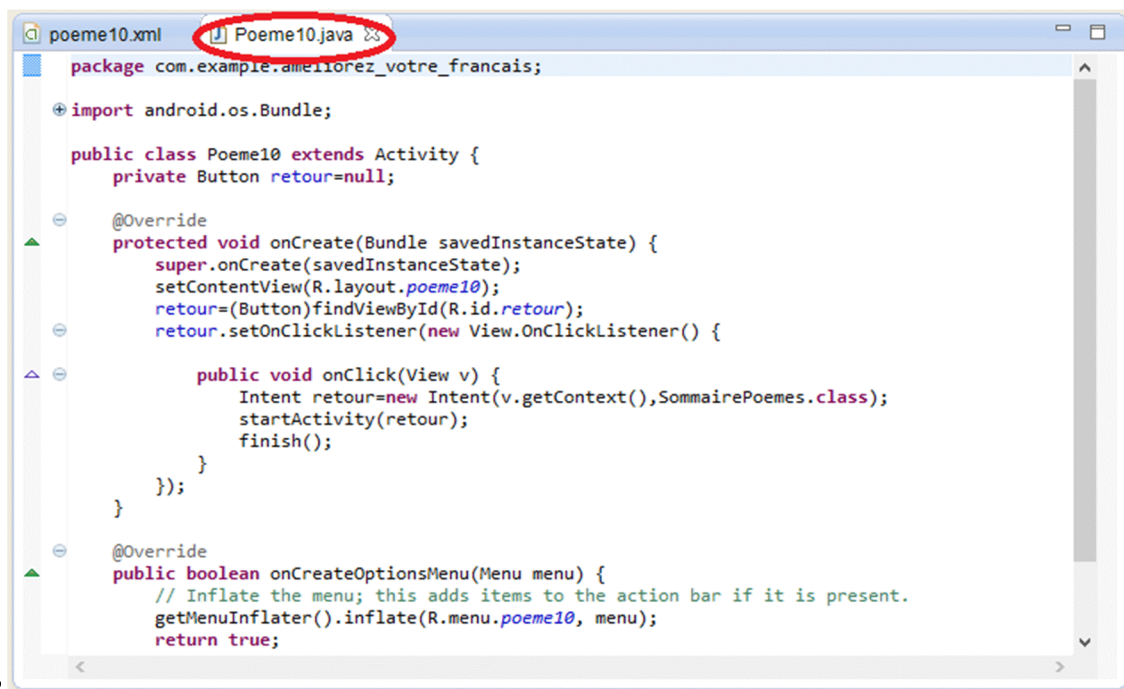 poeme10.xml
Poeme10.java
package com.example.ameliorez_votre_francais;
import android.os.Bundle;
public class Poeme10 extends Activity {
private Button retour=null;
@Override
protected void onCreate(Bundle savedInstanceState) {
super.onCreate(savedInstanceState);
setContentView(R.layout.poeme10);
retour=(Button)findViewById(R.id.retour);
retour.setOnClickListener(new View.OnClickListener() {
public void onClick(View v) {
Intent retour=new Intent(v.getContext(),SommairePoemes.class);
startActivity(retour);
finish();
}
});
}
@Override
public boolean onCreateOptionsMenu(Menu menu) {
// Inflate the menu; this adds items to the action bar if it is present.
getMenuInflater().inflate(R.menu.poeme10, menu);
return true;